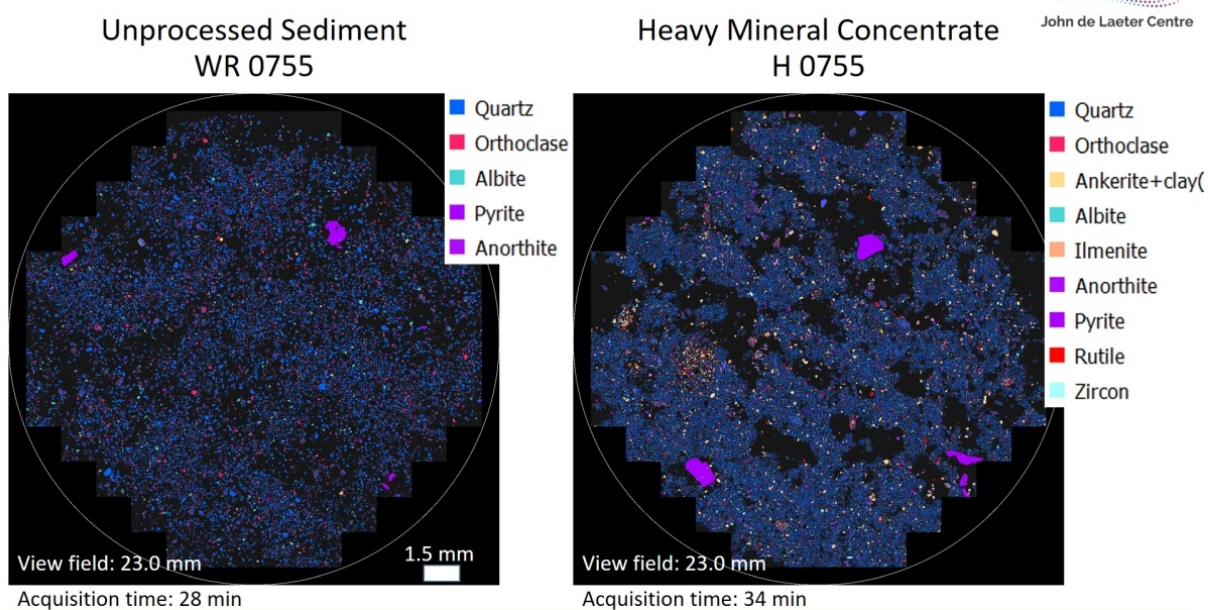 John de Laeter Centre
Unprocessed Sediment
WR 0755
Quartz
Orthoclase
Albite
Pyrite
Anorthite
View field: 23.0 mm
1.5 mm
Acquisition time: 28 min
Heavy Mineral Concentrate
H 0755
Quartz
Orthoclase
Ankerite+clay(
Albite
Ilmenite
Anorthite
Pyrite
Rutile
Zircon
View field: 23.0 mm
Acquisition time: 34 min